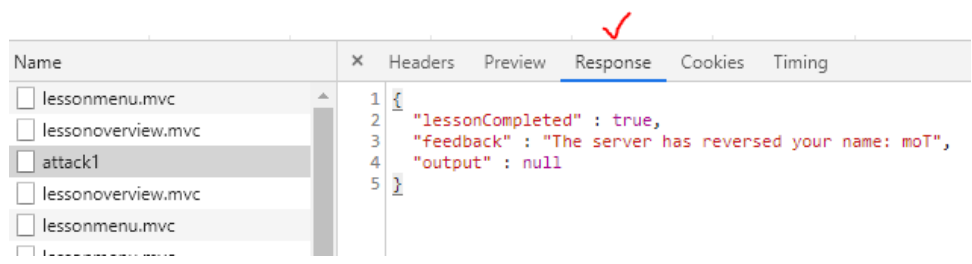 Name
× Headers Preview Response Cookies Timing
lessonmenu.mvc
lessonoverview.mvc
attack1
lessonoverview.mvc
lessonmenu.mvc
1 {
2 "lessonCompleted" : true,
3 "feedback" : "The server has reversed your name: moT",
4 "output" : null
5 }